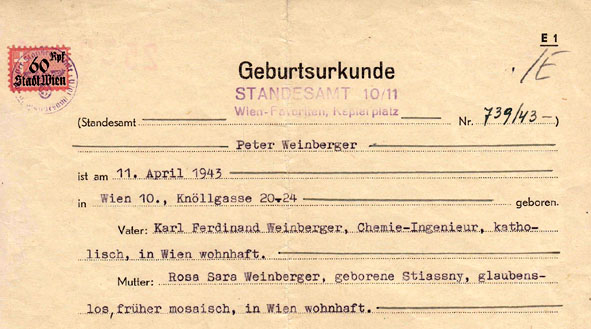 E 1
/E
60 Rpf
Stadt Wien
Geburtsurkunde
STANDESAMT 10/11
Wien-Favoriten, Keplerplatz
(Standesamt Nr. 739/43-)
Peter Weinberger
ist am 11. April 1943
in Wien 10., Knöllgasse 20-24 geboren.
Vater: Karl Ferdinand Weinberger, Chemie-Ingenieur, katho-
lisch, in Wien wohnhaft.
Mutter: Rosa Sara Weinberger, geborene Stiassny, glaubens-
los, früher mosaisch, in Wien wohnhaft.